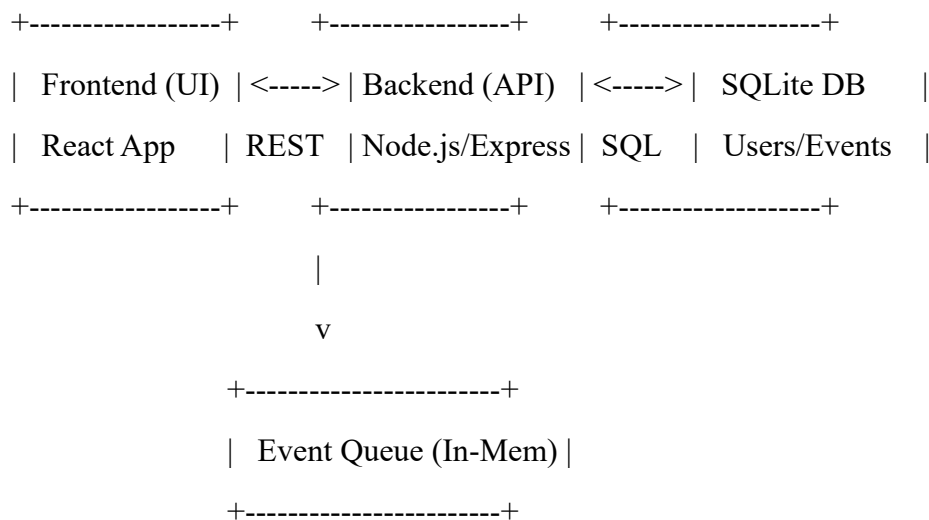 +------------------+ +-----------------+ +-------------------+
| Frontend (UI) | <-----> | Backend (API) | <-----> | SQLite DB |
| React App | REST | Node.js/Express | SQL | Users/Events |
+------------------+ +-----------------+ +-------------------+
|
v
+------------------------+
| Event Queue (In-Mem) |
+------------------------+